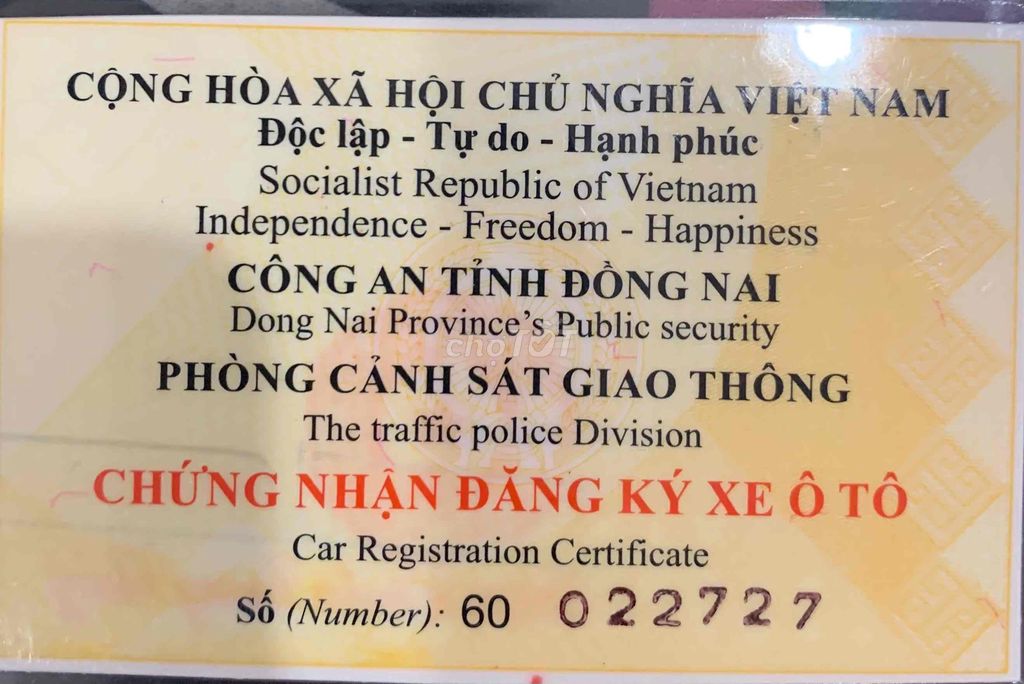 CỘNG HÒA XÃ HỘI CHỦ NGHĨA VIỆT NAM
Độc lập - Tự do - Hạnh phúc
Socialist Republic of Vietnam
Independence - Freedom - Happiness
CÔNG AN TỈNH ĐỒNG NAI
Dong Nai Province's Public security
chợTỐT
PHÒNG CẢNH SÁT GIAO THÔNG
The traffic police Division
CHỨNG NHẬN ĐĂNG KÝ XE Ô TÔ
Car Registration Certificate
Số (Number): 60 022727